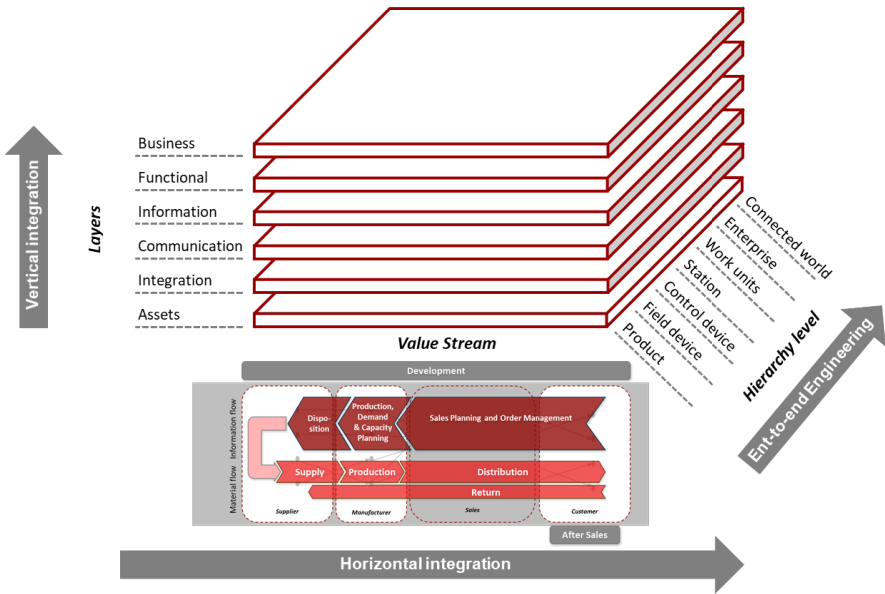 Business
Functional
Information
Communication
Integration
Assets
Layers
Vertical integration
Connected world
Enterprise
Work units
Station
Control device
Field device
Product
Hierarchy level
Ent-to-end Engineering
Value Stream
Development
Information flow
Material flow
Dispo-
sition
Production,
Demand
& Capacity
Planning
Sales Planning and Order Management
Supply
Production
Distribution
Return
Supplier
Manufacturer
Sales
Custamer
After Sales
Horizontal integration